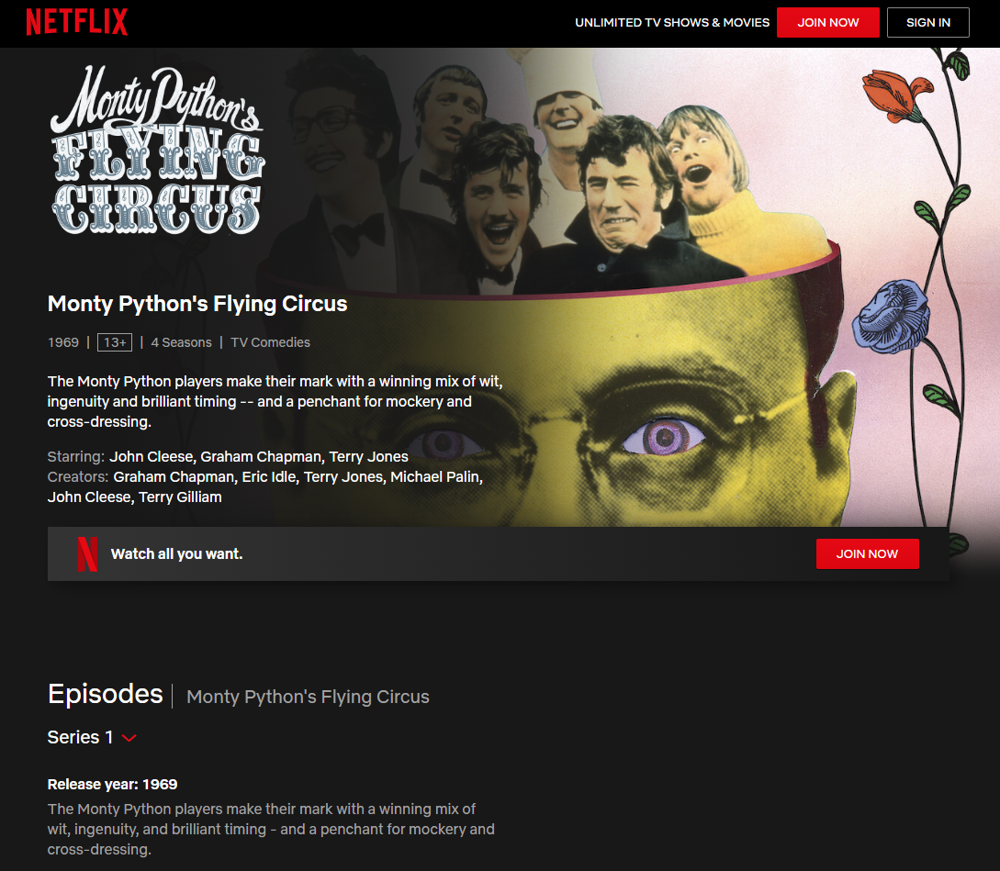 NETFLIX
UNLIMITED TV SHOWS & MOVIES
JOIN NOW
SIGN IN
Monty Python's
FLYING
CIRCUS
Monty Python's Flying Circus
1969 | 13+ | 4 Seasons | TV Comedies
The Monty Python players make their mark with a winning mix of wit,
ingenuity and brilliant timing -- and a penchant for mockery and
cross-dressing.
Starring: John Cleese, Graham Chapman, Terry Jones
Creators: Graham Chapman, Eric Idle, Terry Jones, Michael Palin,
John Cleese, Terry Gilliam
N Watch all you want.
JOIN NOW
Episodes | Monty Python's Flying Circus
Series 1
Release year: 1969
The Monty Python players make their mark with a winning mix of
wit, ingenuity, and brilliant timing - and a penchant for mockery and
cross-dressing.